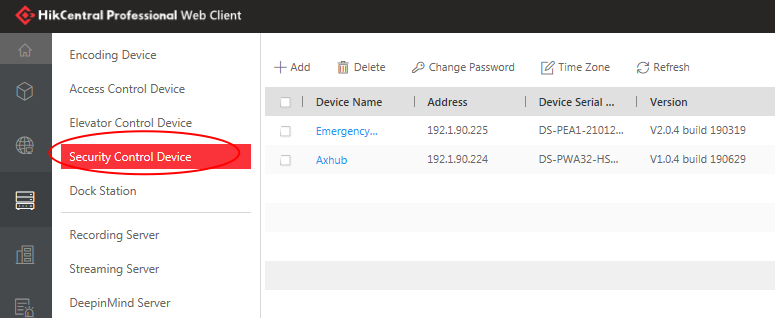 HikCentral Professional Web Client
Encoding Device
Access Control Device
Elevator Control Device
Security Control Device
Dock Station
Recording Server
Streaming Server
DeepinMind Server
Add Delete Change Password Time Zone Refresh
Device Name Address Device Serial ... Version
Emergency... 192.1.90.225 DS-PEA1-21012... V2.0.4 build 190319
Axhub 192.1.90.224 DS-PWA32-HS... V1.0.4 build 190629